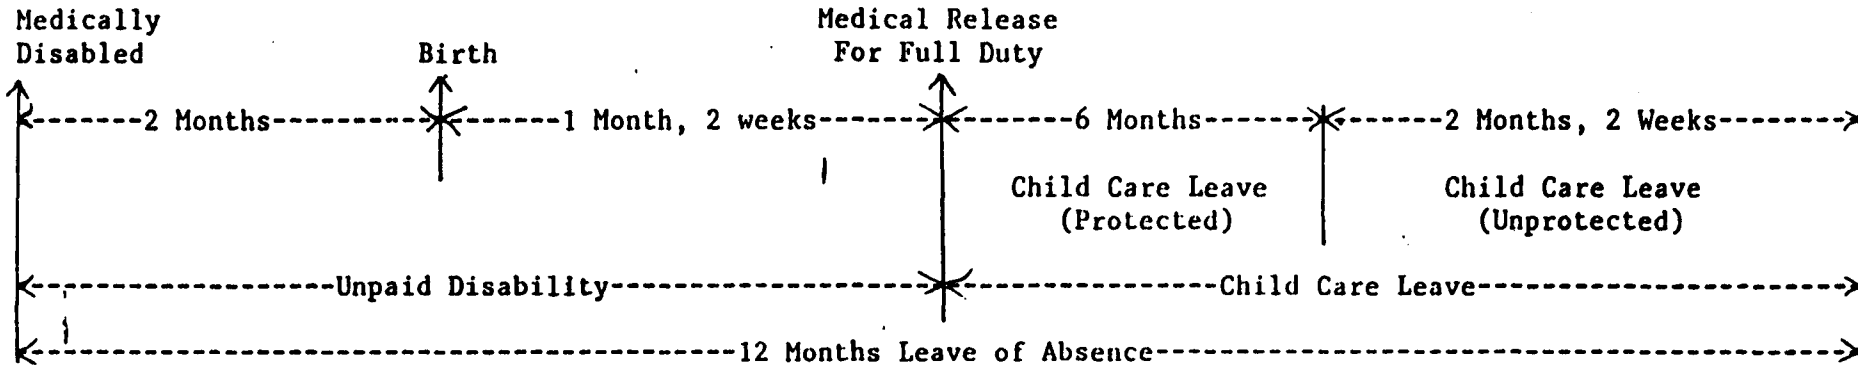 Medically
Disabled
Birth
Medical Release
For Full Duty
2 Months
1 Month, 2 weeks
6 Months
2 Months, 2 Weeks
Child Care Leave
(Protected)
Child Care Leave
(Unprotected)
Unpaid Disability
Child Care Leave
12 Months Leave of Absence